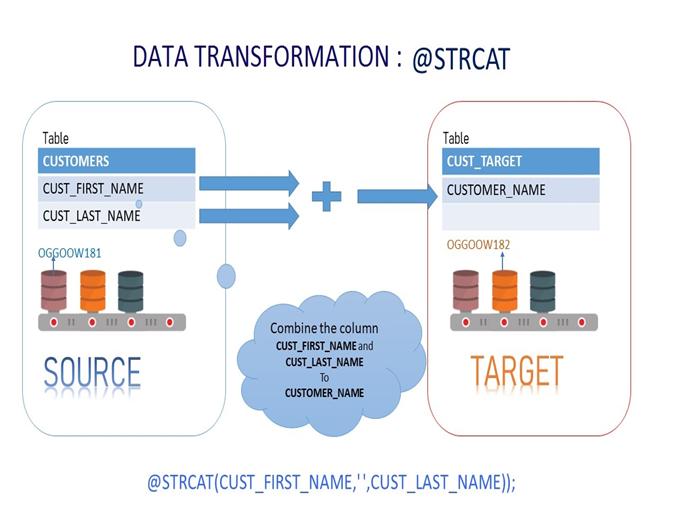 DATA TRANSFORMATION : @STRCAT
Table
CUSTOMERS
CUST_FIRST_NAME
CUST_LAST_NAME
OGGOOW181
SOURCE
Combine the column
CUST_FIRST_NAME and
CUST_LAST_NAME
To
CUSTOMER_NAME
Table
CUST_TARGET
CUSTOMER_NAME
OGGOOW182
TARGET
@STRCAT(CUST_FIRST_NAME,' ',CUST_LAST_NAME));